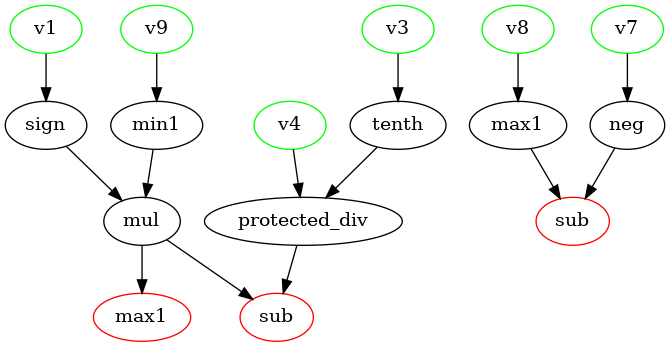 v1
v9
v3
v8
v7
sign
min1
v4
tenth
max1
neg
mul
protected_div
sub
max1
sub